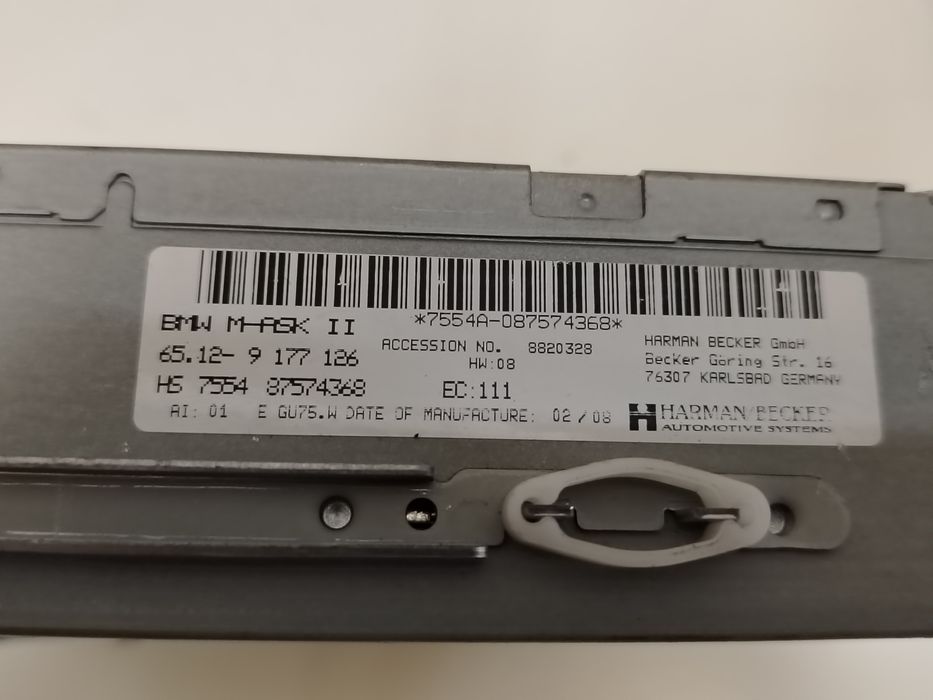 *7554A-087574368*
BMW M-ASK II
65.12- 9 177 126
HS 7554 87574368
ACCESSION NO. 8820328
HW:08
EC:111
AI: 01 E GU75.W DATE OF MANUFACTURE: 02/08
HARMAN BECKER GmbH
Becker Göring Str. 16
76307 KARLSBAD GERMANY
HARMAN/BECKER
AUTOMOTIVE SYSTEMS